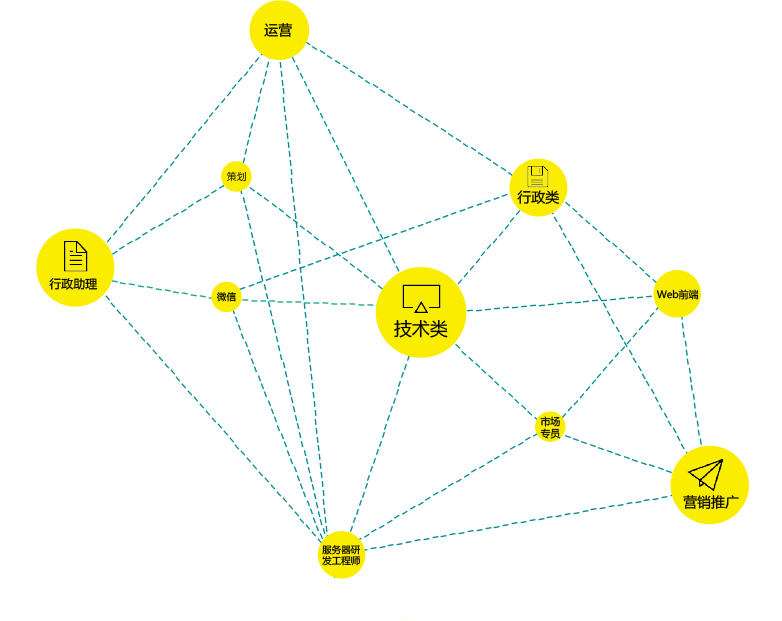 运营
策划
行政类
行政助理
微信
Web前端
技术类
市场
专员
营销推广
服务器研
发工程师